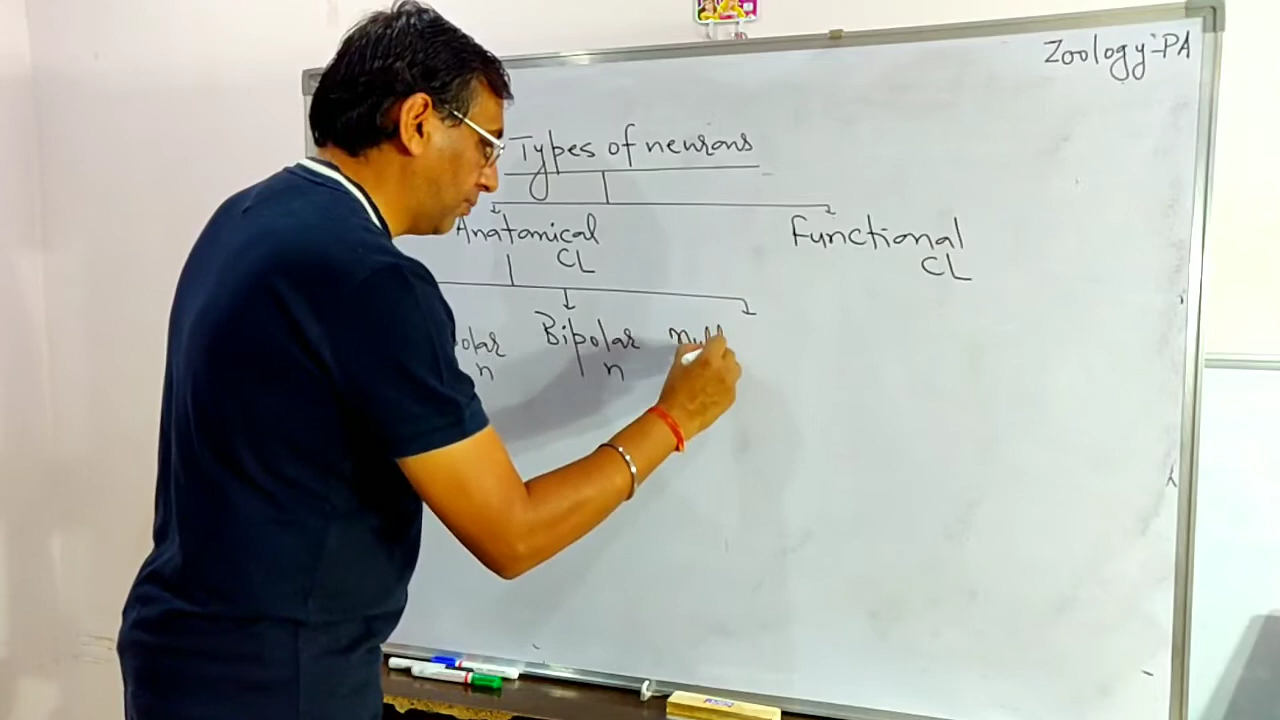 Zoology-PA
Types of neurons
Anatomical
CL
Functional
CL
olar
n
Bipolar
n